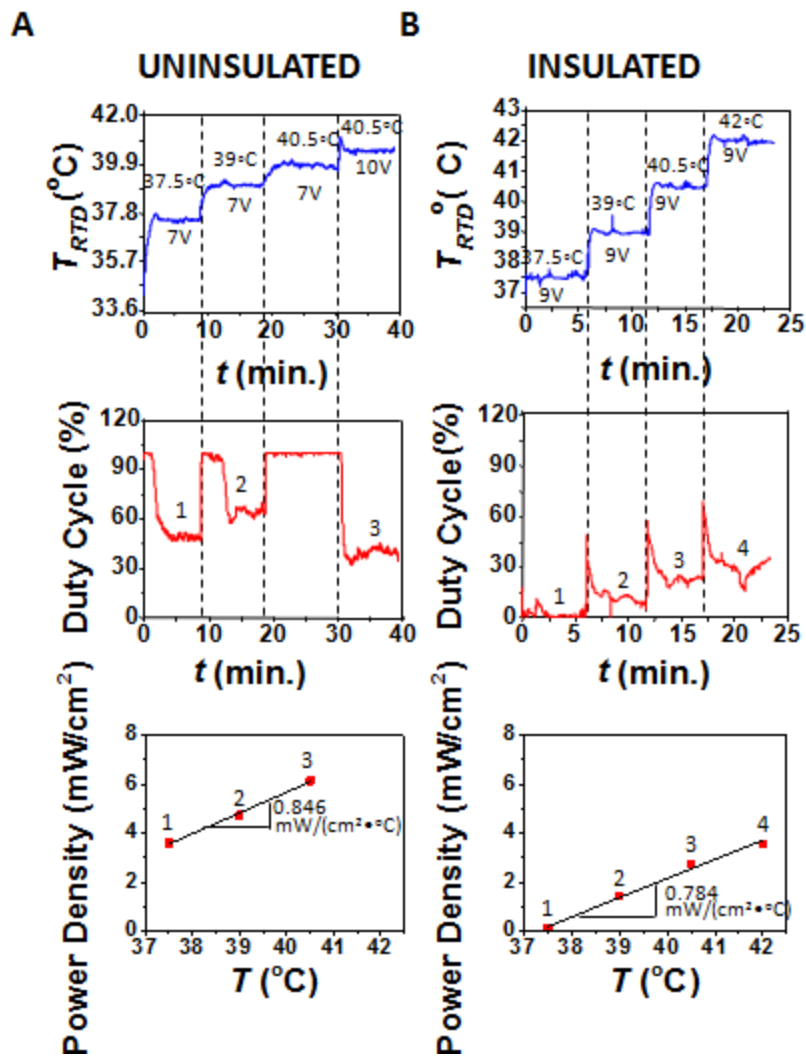 A
B
UNINSULATED
INSULATED
T_RTD (°C)
42.0
39.9
37.8
35.7
33.6
37.5°C
39°C
40.5°C
40.5°C
7V
7V
7V
10V
0 10 20 30 40
t (min.)
T_RTD °( C)
43
42
41
40
39
38
37
37.5°C
39°C
40.5°C
42°C
9V
9V
9V
9V
0 5 10 15 20 25
t (min.)
Duty Cycle (%)
120
90
60
30
0
1
2
3
0 10 20 30 40
t (min.)
Duty Cycle(%)
120
90
60
30
0
1
2
3
4
0 5 10 15 20 25
t (min.)
Power Density (mW/cm²)
8
6
4
2
0
1
2
3
0.846
mW/(cm²•°C)
37 39 40 41 42
T (°C)
Power Density (mW/cm²)
8
6
4
2
0
1
2
3
4
0.784
mW/(cm²•°C)
37 38 39 40 41 42
T (°C)